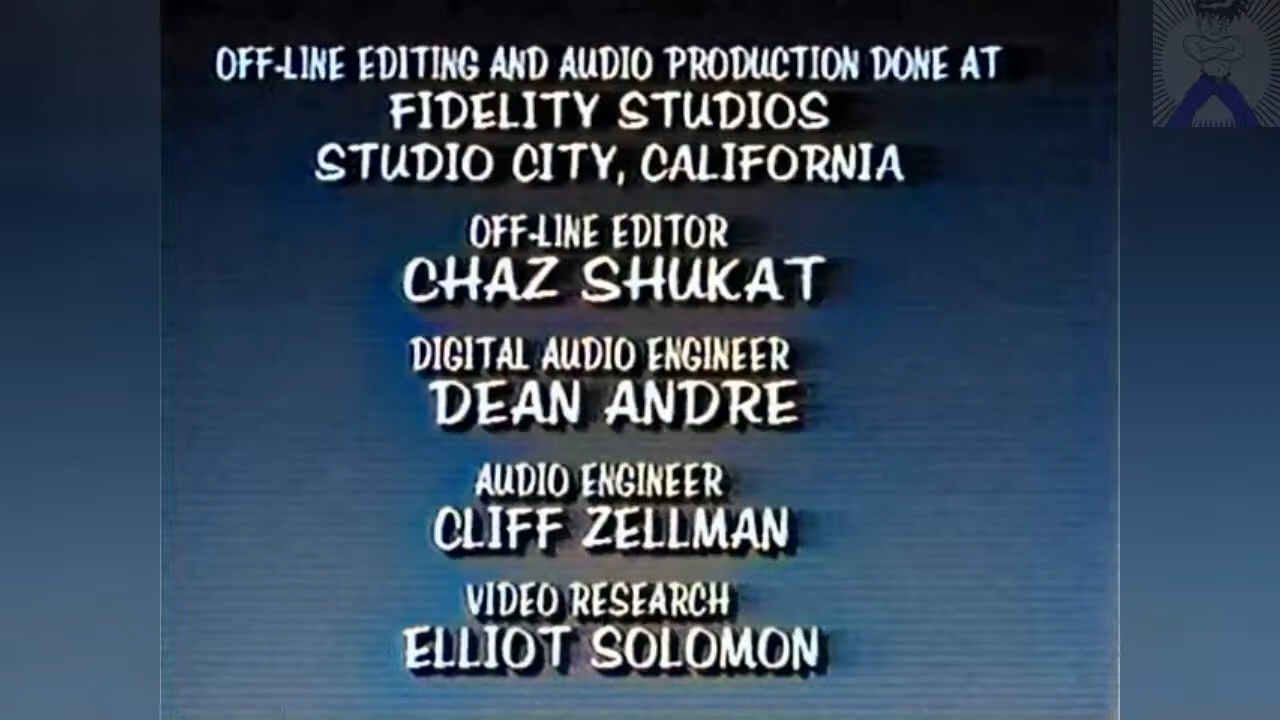 OFF-LINE EDITING AND AUDIO PRODUCTION DONE AT
FIDELITY STUDIOS
STUDIO CITY, CALIFORNIA
OFF-LINE EDITOR
CHAZ SHUKAT
DIGITAL AUDIO ENGINEER
DEAN ANDRE
AUDIO ENGINEER
CLIFF ZELLMAN
VIDEO RESEARCH
ELLIOT SOLOMON